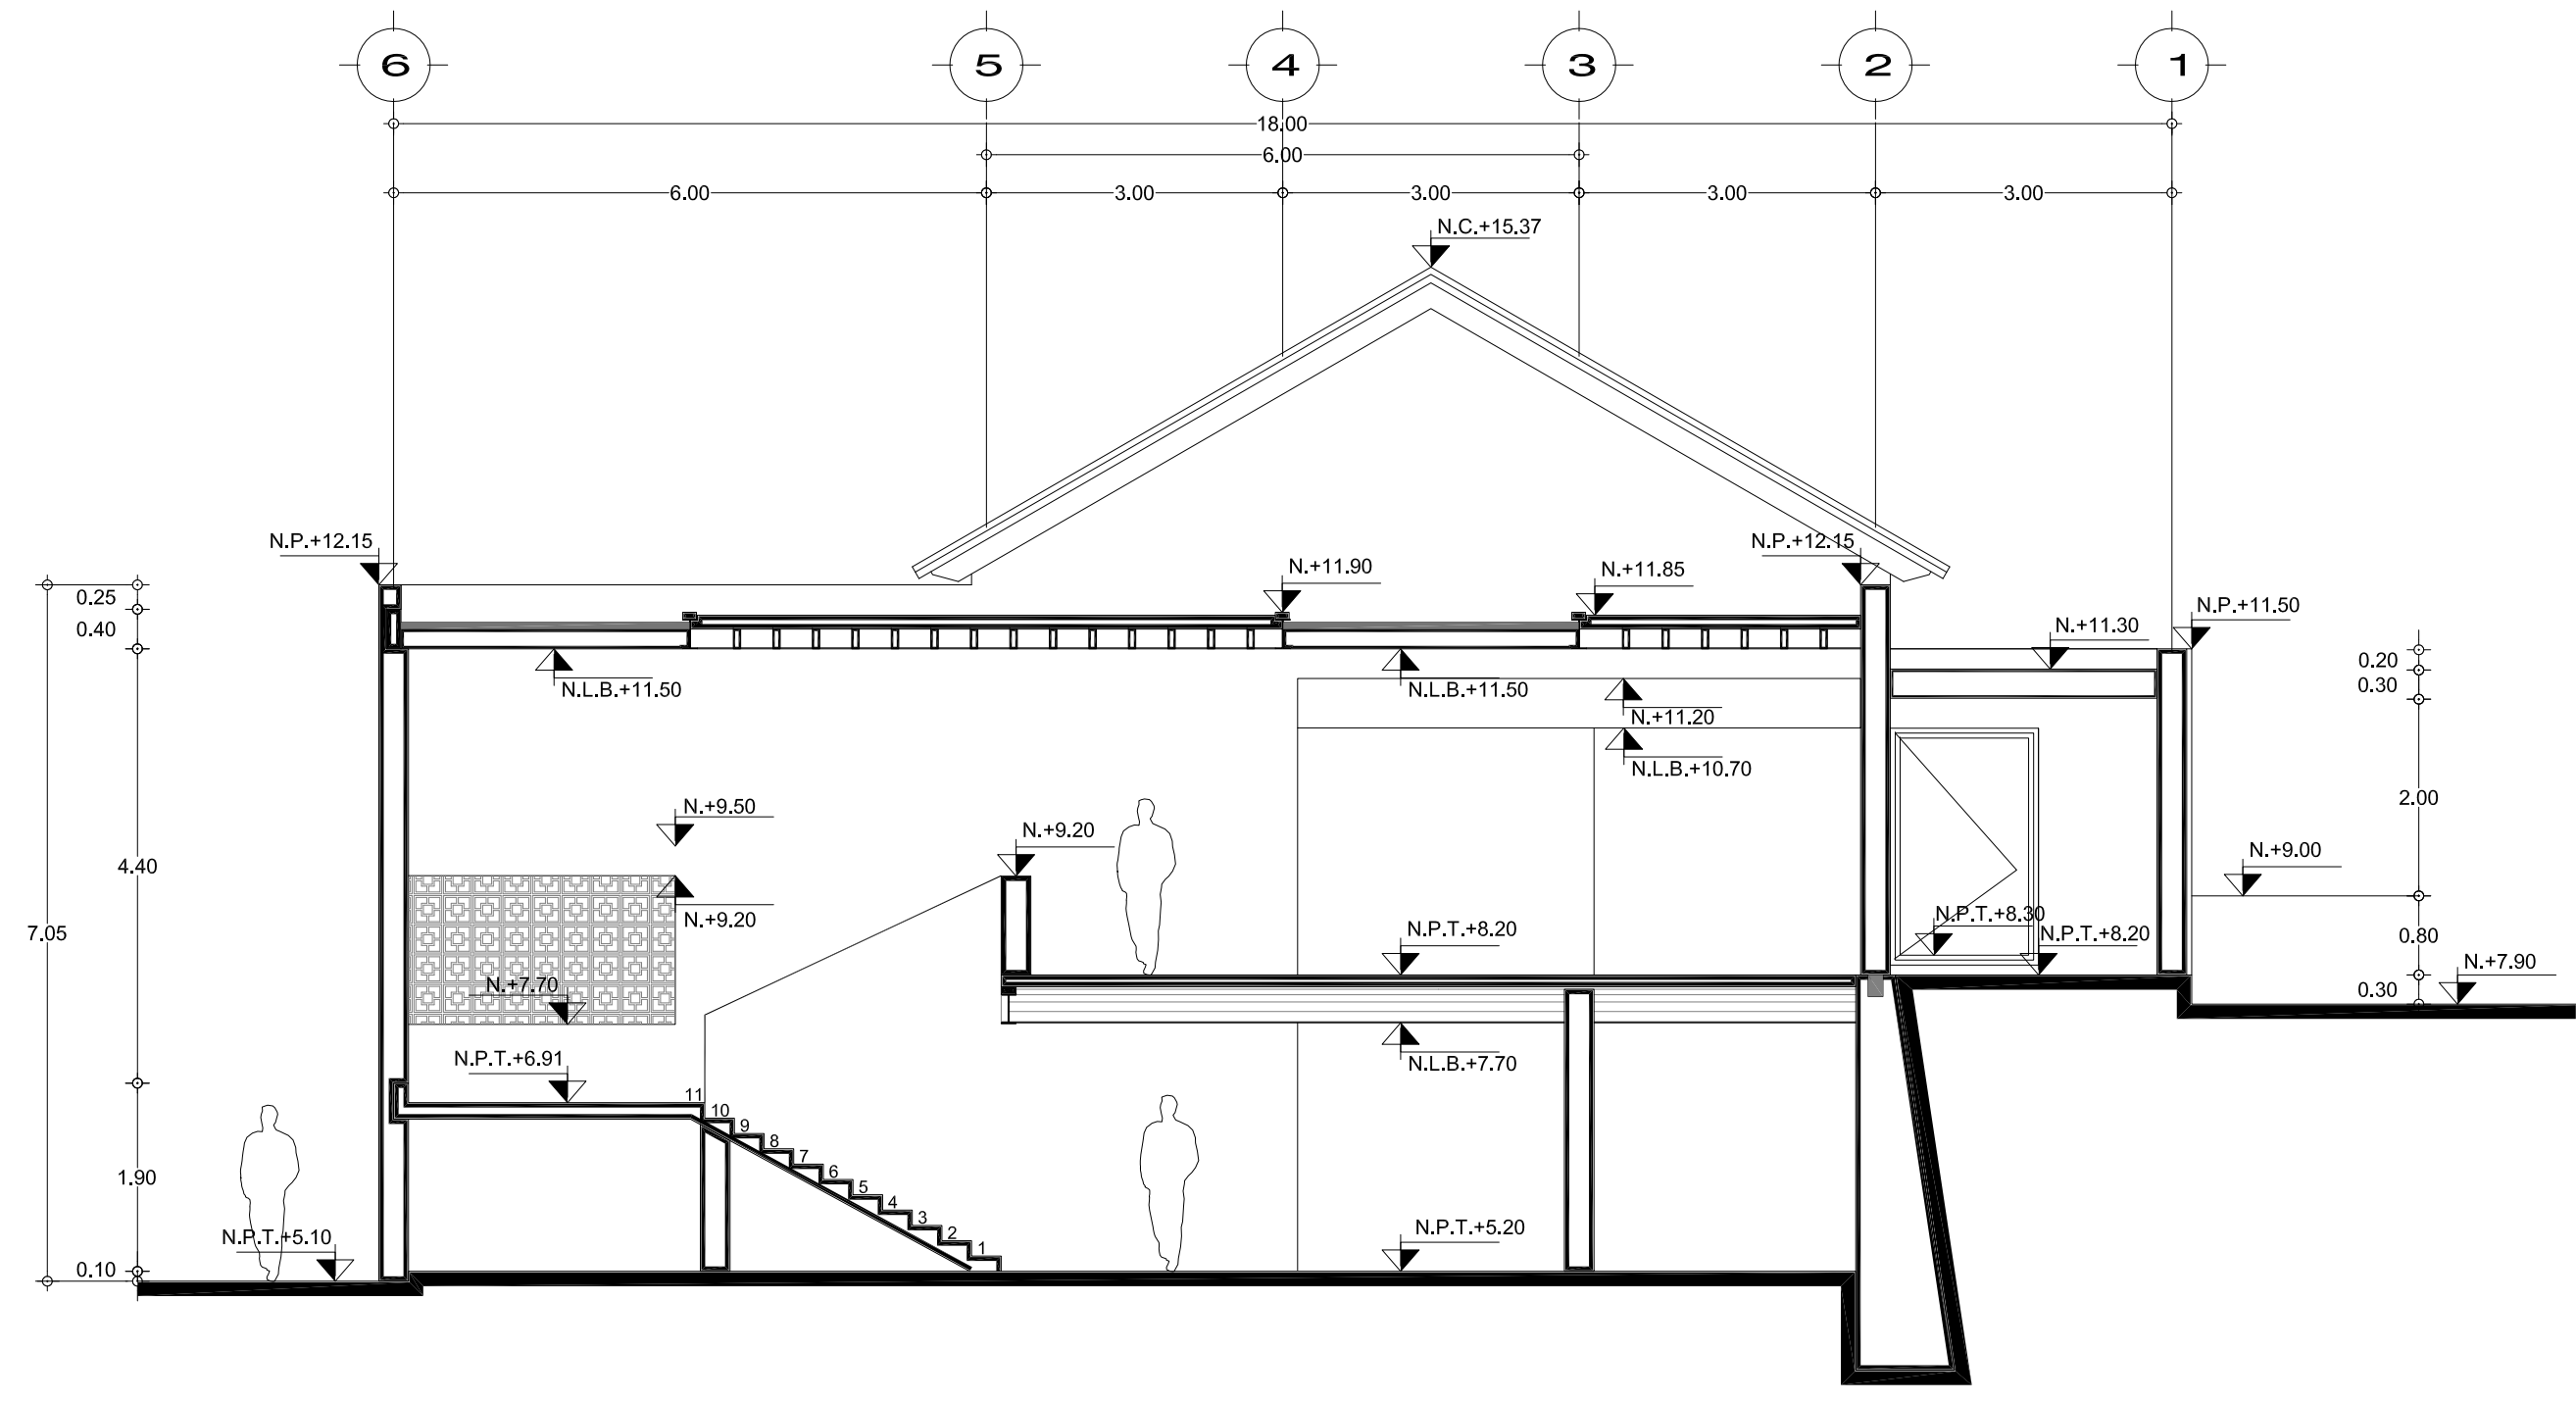 6 5 4 3 2 1
18.00
6.00
6.00 3.00 3.00 3.00 3.00
N.C.+15.37
N.P.+12.15 N.P.+12.15
N.+11.90 N.+11.85
0.25 N.P.+11.50
0.40 N.+11.30
0.20
N.L.B.+11.50 N.L.B.+11.50 0.30
N.+11.20
N.L.B.+10.70
2.00
N.+9.50
N.+9.20
N.+9.00
4.40
N.+9.20 N.P.T.+8.30
7.05 N.P.T.+8.20 N.P.T.+8.20 0.80
N.+7.90
N.+7.70 0.30
N.P.T.+6.91 N.L.B.+7.70
11
10
9
8
7
6
1.90
5
4
3
N.P.T.+5.10 2 N.P.T.+5.20
1
0.10